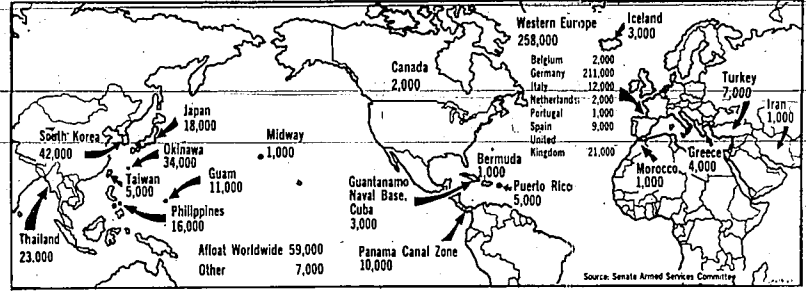 Western Europe
258,000
Belgium 2,000
Germany 211,000
Italy 12,000
Netherlands 2,000
Portugal 1,000
Spain 9,000
United
Kingdom 21,000
Iceland
3,000
Canada
2,000
Turkey
7,000
Iran
1,000
Japan
18,000
South Korea
42,000
Okinawa
34,000
Midway
1,000
Taiwan
5,000
Guam
11,000
Philippines
16,000
Thailand
23.000
Bermuda
1,000
Guantanamo
Naval Base.
Cuba
3,000
Puerto Rico
5,000
Morocco
1,000
Greece
4,000
Panama Canal Zone
10,000
Afloat Worldwide 59,000
Other 7,000
Source: Senate Armed Services Committee